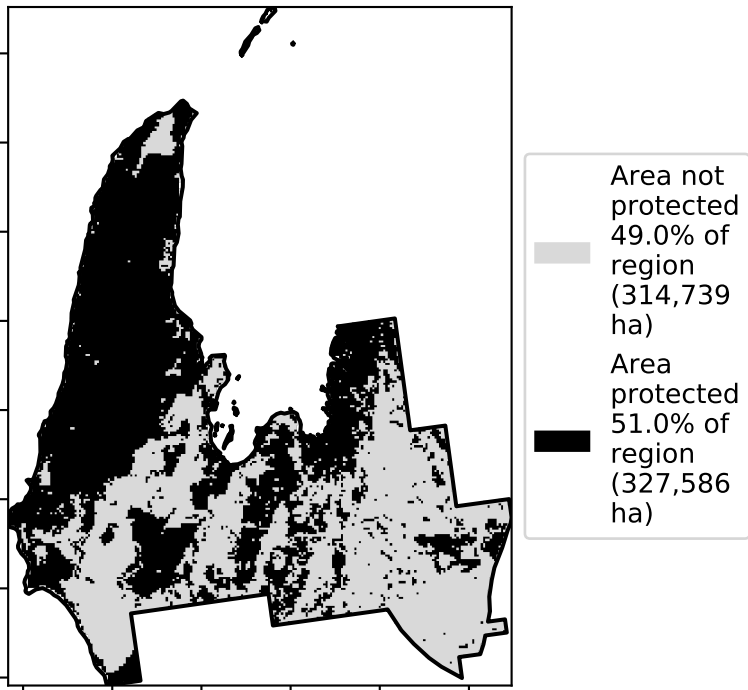 Area not
protected
49.0% of
region
(314,739
ha)
Area
protected
51.0% of
region
(327,586
ha)